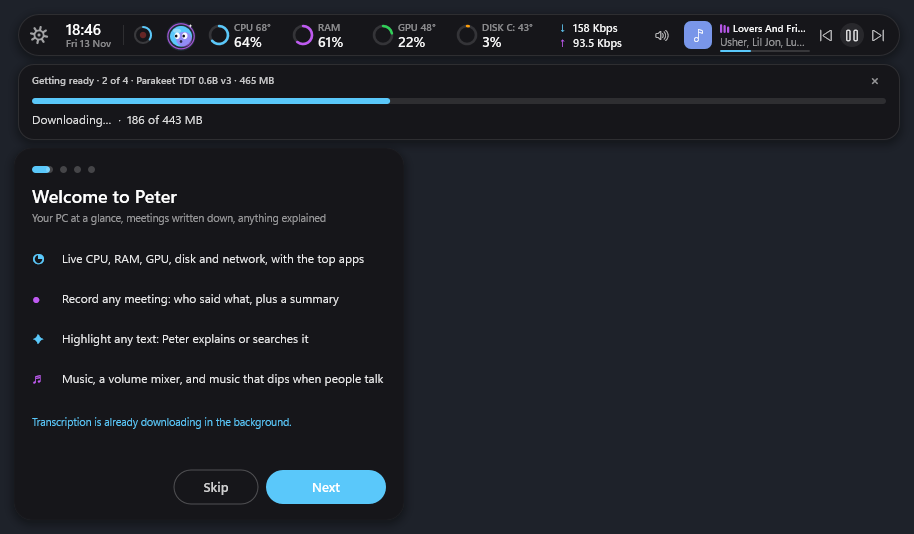 18:46
Fri 13 Nov
CPU 68°
64%
RAM
61%
GPU 48°
22%
DISK C: 43°
3%
↓ 158 Kbps
↑ 93.5 Kbps
Lovers And Fri...
Usher, Lil Jon, Lu...
Getting ready · 2 of 4 · Parakeet TDT 0.6B v3 · 465 MB
Downloading... · 186 of 443 MB
Welcome to Peter
Your PC at a glance, meetings written down, anything explained
Live CPU, RAM, GPU, disk and network, with the top apps
Record any meeting: who said what, plus a summary
Highlight any text: Peter explains or searches it
Music, a volume mixer, and music that dips when people talk
Transcription is already downloading in the background.
Skip
Next